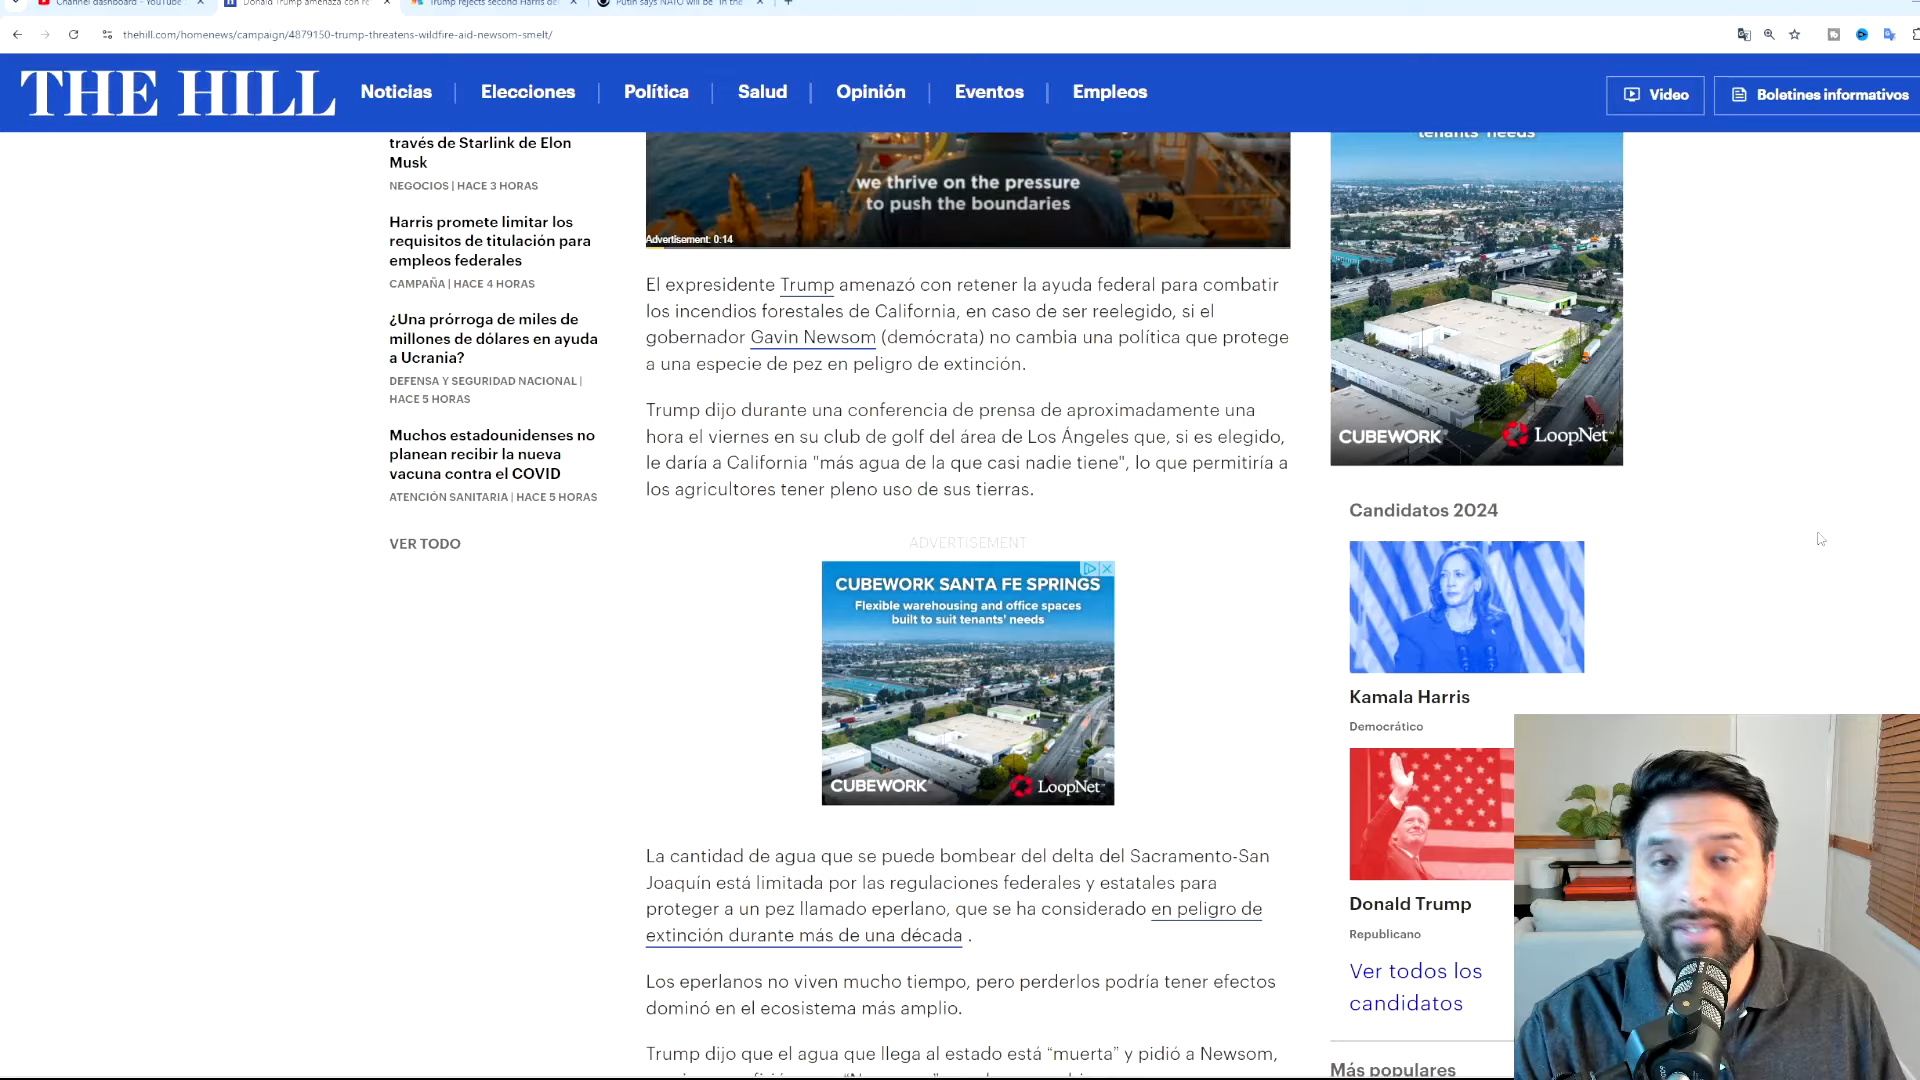 Channel dashboard - YouTube
Donald Trump amenaza con re
Trump rejects second Harris de
Putin says NATO will be 'in the
thehill.com/homenews/campaign/4879150-trump-threatens-wildfire-aid-newsom-smelt/
THE HILL
Noticias
Elecciones
Política
Salud
Opinión
Eventos
Empleos
Video
Boletines informativos
través de Starlink de Elon
Musk
NEGOCIOS | HACE 3 HORAS
Harris promete limitar los
requisitos de titulación para
empleos federales
CAMPAÑA | HACE 4 HORAS
¿Una prórroga de miles de
millones de dólares en ayuda
a Ucrania?
DEFENSA Y SEGURIDAD NACIONAL |
HACE 5 HORAS
Muchos estadounidenses no
planean recibir la nueva
vacuna contra el COVID
ATENCIÓN SANITARIA | HACE 5 HORAS
VER TODO
we thrive on the pressure
to push the boundaries
Advertisement: 0:14
El expresidente Trump amenazó con retener la ayuda federal para combatir
los incendios forestales de California, en caso de ser reelegido, si el
gobernador Gavin Newsom (demócrata) no cambia una política que protege
a una especie de pez en peligro de extinción.
Trump dijo durante una conferencia de prensa de aproximadamente una
hora el viernes en su club de golf del área de Los Ángeles que, si es elegido,
le daría a California "más agua de la que casi nadie tiene", lo que permitiría a
los agricultores tener pleno uso de sus tierras.
ADVERTISEMENT
CUBEWORK SANTA FE SPRINGS
Flexible warehousing and office spaces
built to suit tenants' needs
CUBEWORK
LoopNet
La cantidad de agua que se puede bombear del delta del Sacramento-San
Joaquín está limitada por las regulaciones federales y estatales para
proteger a un pez llamado eperlano, que se ha considerado en peligro de
extinción durante más de una década .
Los eperlanos no viven mucho tiempo, pero perderlos podría tener efectos
dominó en el ecosistema más amplio.
Trump dijo que el agua que llega al estado está “muerta” y pidió a Newsom,
tenants' needs
CUBEWORK
LoopNet
Candidatos 2024
Kamala Harris
Democrático
Donald Trump
Republicano
Ver todos los
candidatos
Más populares